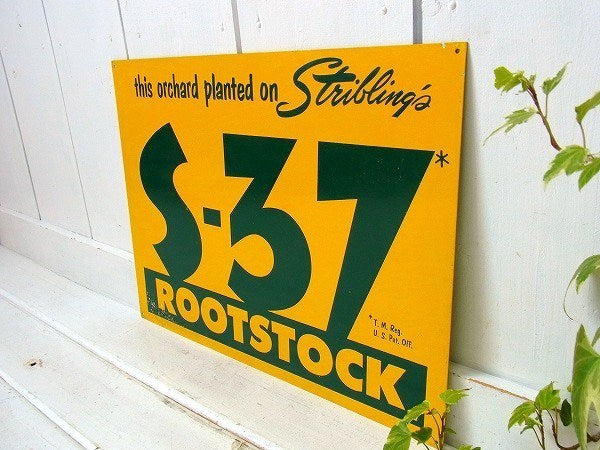 this orchard planted on Stribling's
S-37*
ROOTSTOCK
*T. M. Reg.
U. S. Pat. Off.